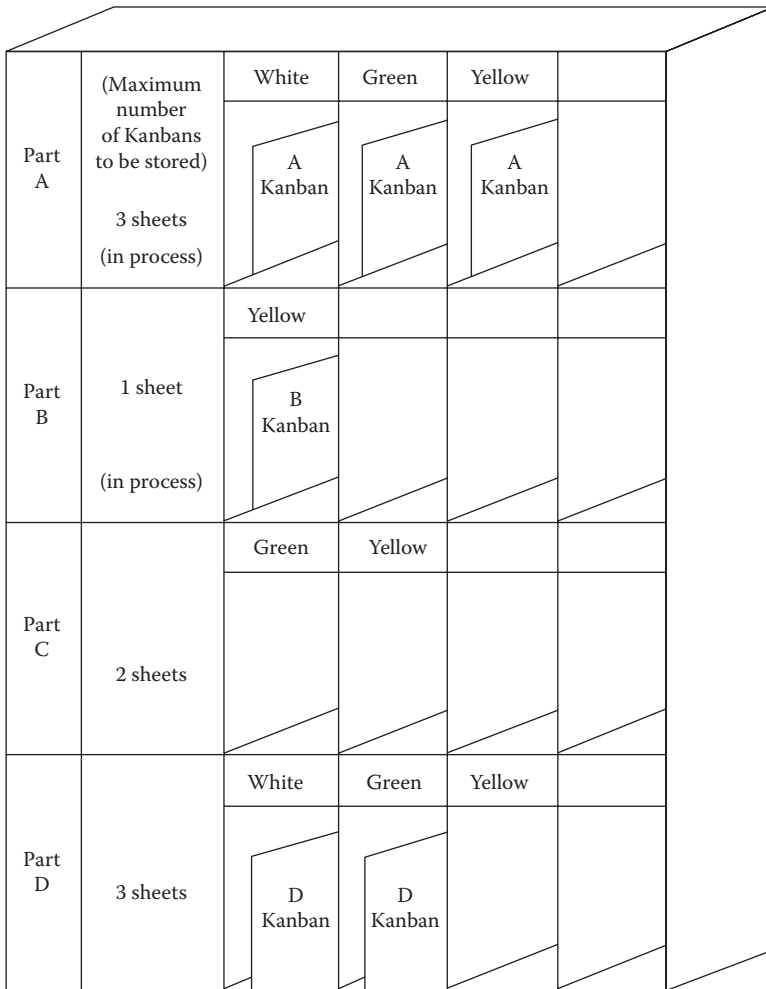 White Green Yellow
Part
A
(Maximum
number
of Kanbans
to be stored)
3 sheets
(in process)
A
Kanban
A
Kanban
A
Kanban
Yellow
Part
B
1 sheet
(in process)
B
Kanban
Green Yellow
Part
C
2 sheets
White Green Yellow
Part
D
3 sheets
D
Kanban
D
Kanban